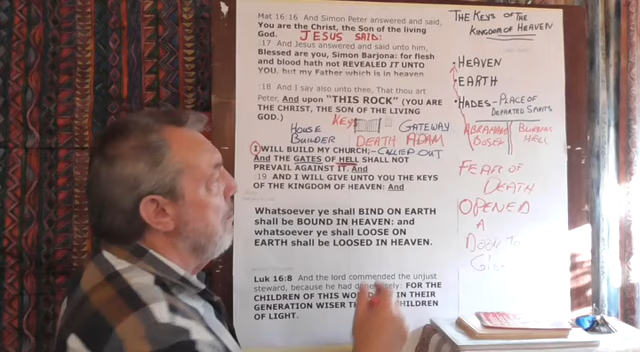 Mat 16:16 And Simon Peter answered and said,
You are the Christ, the Son of the living
God.
JESUS SAID:
:17 And Jesus answered and said unto him,
Blessed are you, Simon Barjona: for flesh
and blood hath not REVEALED IT UNTO
YOU, but my Father which is in heaven
:18 And I say also unto thee, That thou art
Peter, And upon "THIS ROCK" (YOU ARE
THE CHRIST, THE SON OF THE LIVING
GOD.)
Key
HOUSE BUILDER
GATEWAY
DEATH ADAM
I WILL BUILD MY CHURCH; - CALLED OUT
And the GATES OF HELL SHALL NOT
PREVAIL AGAINST IT. And
:19 AND I WILL GIVE UNTO YOU THE KEYS
OF THE KINGDOM OF HEAVEN: And
Whatsoever ye shall BIND ON EARTH
shall be BOUND IN HEAVEN: and
whatsoever ye shall LOOSE ON
EARTH shall be LOOSED IN HEAVEN.
Luk 16:8 And the lord commended the unjust
steward, because he had done
FOR THE
CHILDREN OF THIS IN THEIR
GENERATION WISER CHILDREN
OF LIGHT.
THE KEYS OF THE
KINGDOM OF HEAVEN
HEAVEN
EARTH
HADES - PLACE OF
DEPARTED SPIRITS
ABRAHAM
BOSEY
BURNING
HELL
FEAR OF
DEATH
OPENED
A
DOOR TO